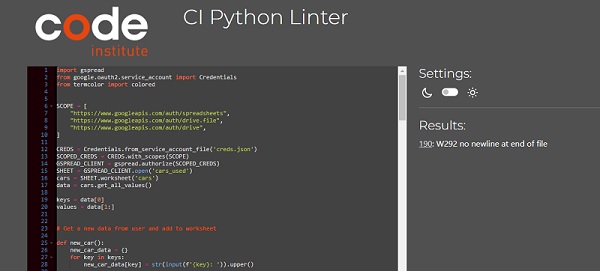 code
institute
CI Python Linter
1 import gspread
2 from google.oauth2.service_account import Credentials
3 from termcolor import colored
4
5
6 SCOPE = [
7 "https://www.googleapis.com/auth/spreadsheets",
8 "https://www.googleapis.com/auth/drive.file",
9 "https://www.googleapis.com/auth/drive",
10 ]
11
12 CREDS = Credentials.from_service_account_file('creds.json')
13 SCOPED_CREDS = CREDS.with_scopes(SCOPE)
14 GSPREAD_CLIENT = gspread.authorize(SCOPED_CREDS)
15 SHEET = GSPREAD_CLIENT.open('cars_used')
16 cars = SHEET.worksheet('cars')
17 data = cars.get_all_values()
18
19 keys = data[0]
20 values = data[1:]
21
22
23 # Get a new data from user and add to worksheet
24
25 def new_car():
26 new_car_data = {}
27 for key in keys:
28 new_car_data[key] = str(input(f'{key}: ')).upper()
Settings:
Results:
190: W292 no newline at end of file